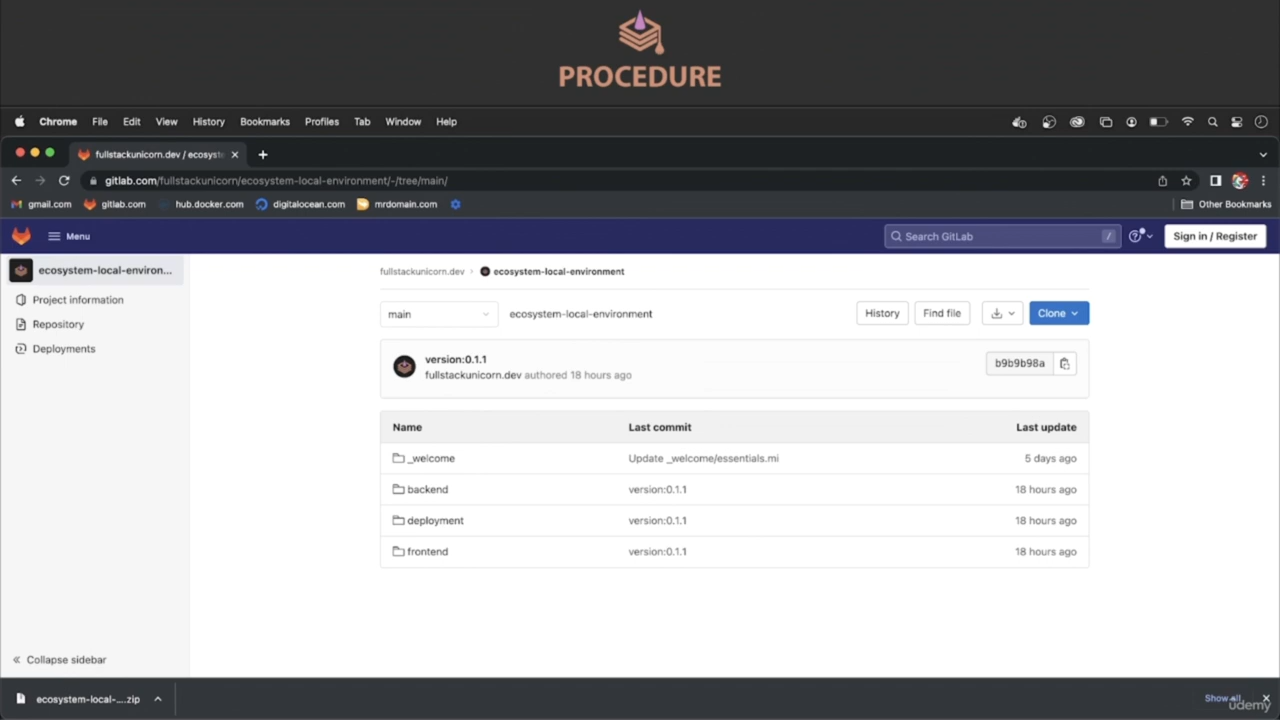 PROCEDURE
Chrome File Edit View History Bookmarks Profiles Tab Window Help
fullstackunicorn.dev / ecosyste
gitlab.com/fullstackunicorn/ecosystem-local-environment/-/tree/main/
gmail.com gitlab.com hub.docker.com digitalocean.com mrdomain.com Other Bookmarks
Menu Search GitLab / Sign in / Register
ecosystem-local-environ...
Project information
Repository
Deployments
Collapse sidebar
fullstackunicorn.dev › ecosystem-local-environment
main ecosystem-local-environment History Find file Clone
version:0.1.1
fullstackunicorn.dev authored 18 hours ago
b9b9b98a
Name Last commit Last update
_welcome Update _welcome/essentials.mi 5 days ago
backend version:0.1.1 18 hours ago
deployment version:0.1.1 18 hours ago
frontend version:0.1.1 18 hours ago
ecosystem-local-....zip Show all
udemy